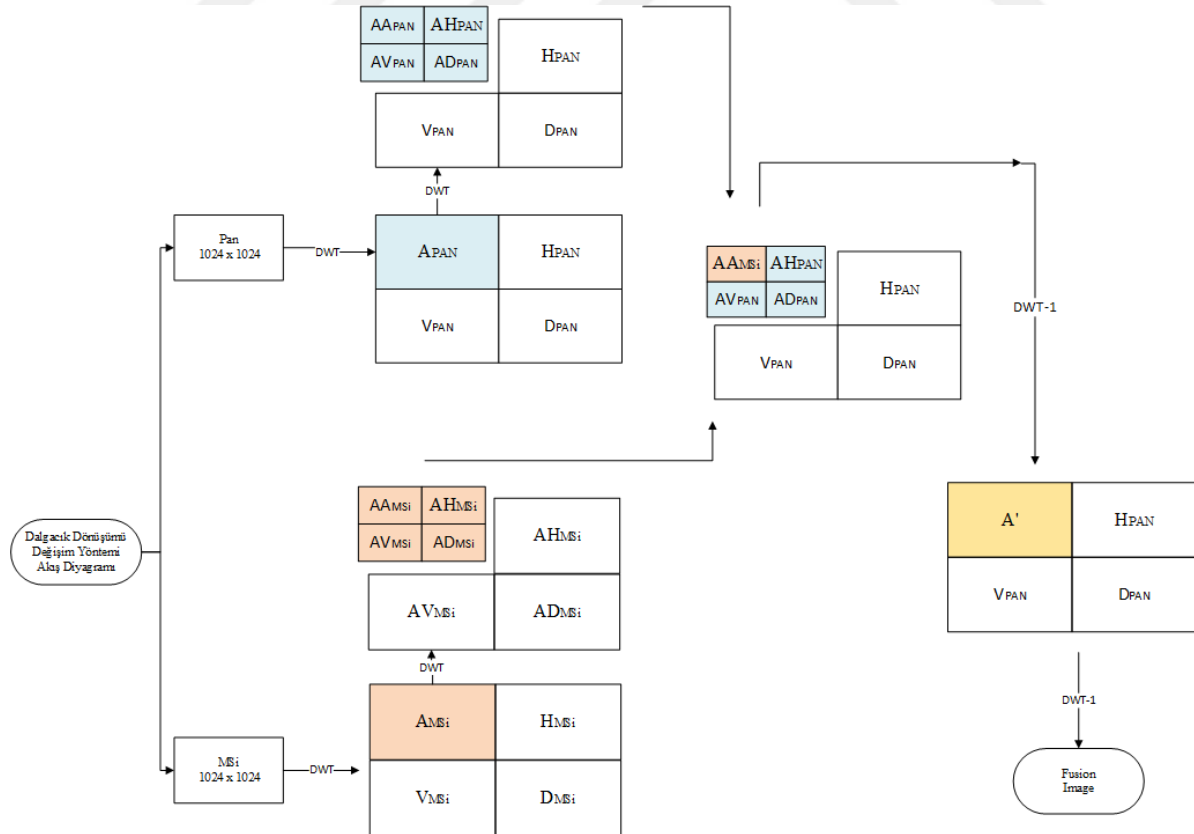 AAPAN AHPAN
AVPAN ADPAN
HPAN
VPAN DPAN
DWT
Pan
1024 x 1024
DWT
APAN HPAN
VPAN DPAN
AAMSi AHPAN
AVPAN ADPAN
HPAN
VPAN DPAN
DWT-1
Dalgacık Dönüşümü
Değişim Yöntemi
Akış Diyagramı
AAMSi AHMSi
AVMSi ADMSi
AHMSi
AVMSi ADMSi
DWT
MSi
1024 x 1024
DWT
AMSi HMSi
VMSi DMSi
A' HPAN
VPAN DPAN
DWT-1
Fusion
Image